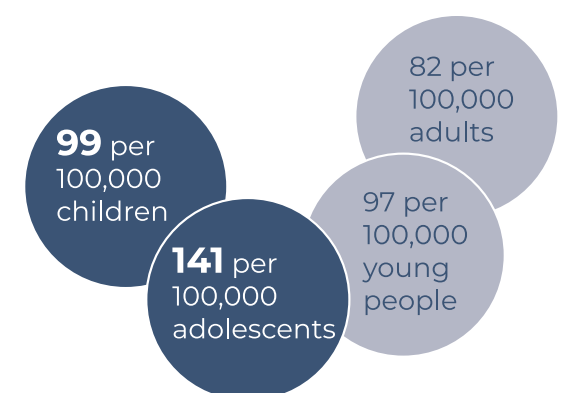 99 per
100,000
children
141 per
100,000
adolescents
97 per
100,000
young
people
82 per
100,000
adults